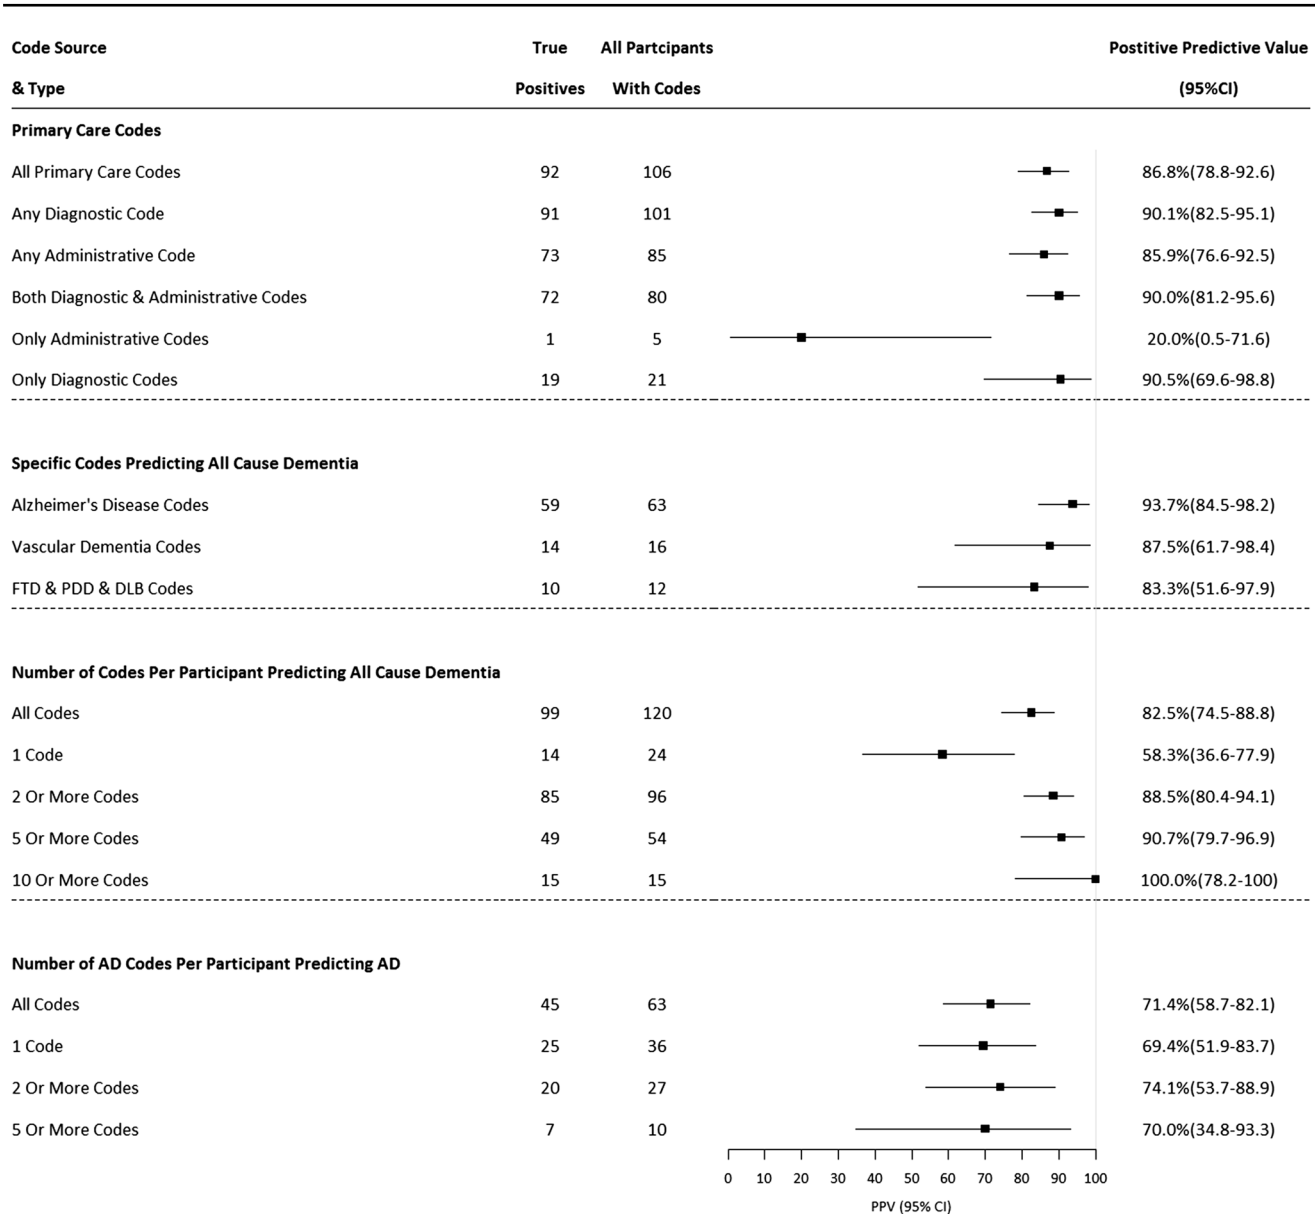 Code Source True All Partcipants Postitive Predictive Value
& Type Positives With Codes (95%CI)
Primary Care Codes
All Primary Care Codes 92 106 86.8%(78.8-92.6)
Any Diagnostic Code 91 101 90.1%(82.5-95.1)
Any Administrative Code 73 85 85.9%(76.6-92.5)
Both Diagnostic & Administrative Codes 72 80 90.0%(81.2-95.6)
Only Administrative Codes 1 5 20.0%(0.5-71.6)
Only Diagnostic Codes 19 21 90.5%(69.6-98.8)
Specific Codes Predicting All Cause Dementia
Alzheimer's Disease Codes 59 63 93.7%(84.5-98.2)
Vascular Dementia Codes 14 16 87.5%(61.7-98.4)
FTD & PDD & DLB Codes 10 12 83.3%(51.6-97.9)
Number of Codes Per Participant Predicting All Cause Dementia
All Codes 99 120 82.5%(74.5-88.8)
1 Code 14 24 58.3%(36.6-77.9)
2 Or More Codes 85 96 88.5%(80.4-94.1)
5 Or More Codes 49 54 90.7%(79.7-96.9)
10 Or More Codes 15 15 100.0%(78.2-100)
Number of AD Codes Per Participant Predicting AD
All Codes 45 63 71.4%(58.7-82.1)
1 Code 25 36 69.4%(51.9-83.7)
2 Or More Codes 20 27 74.1%(53.7-88.9)
5 Or More Codes 7 10 70.0%(34.8-93.3)
0 10 20 30 40 50 60 70 80 90 100
PPV (95% CI)